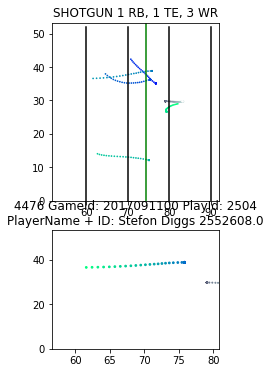 SHOTGUN 1 RB, 1 TE, 3 WR
50
40
30
20
10
0
60 70 80 90
4476 GameId: 2017091100 PlayId: 2504
PlayerName + ID: Stefon Diggs 2552608.0
40
20
0
60 65 70 75 80